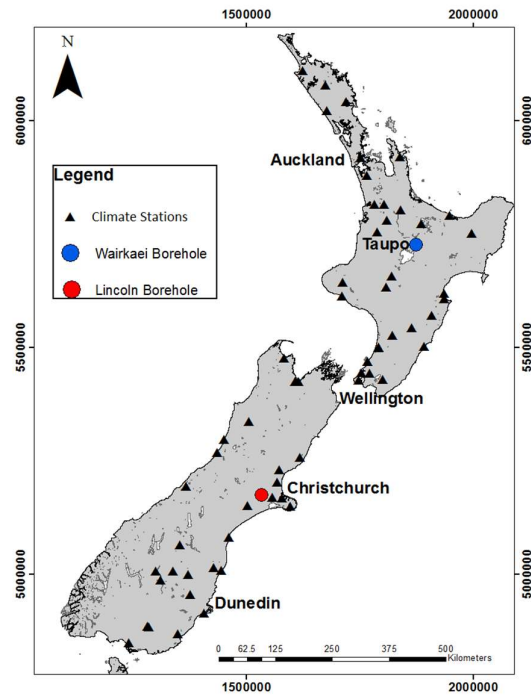 1500000 2000000
N
6000000 6000000
Auckland
Legend
Climate Stations
Taupo
Wairkaei Borehole
Lincoln Borehole
5500000 5500000
Wellington
Christchurch
5000000 5000000
Dunedin
0 62.5 125 250 375 500
Kilometers
1500000 2000000